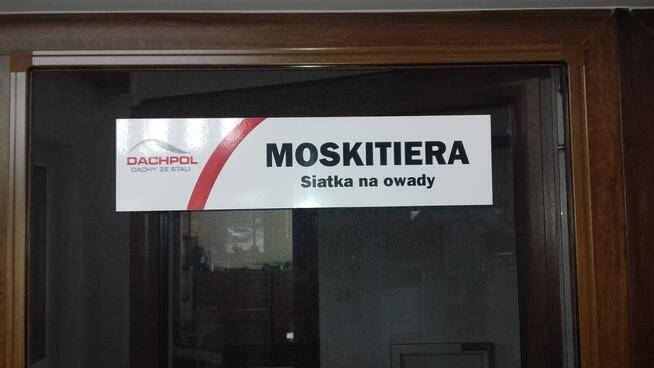 DACHPOL
DACHY ZE STALI
MOSKITIERA
Siatka na owady